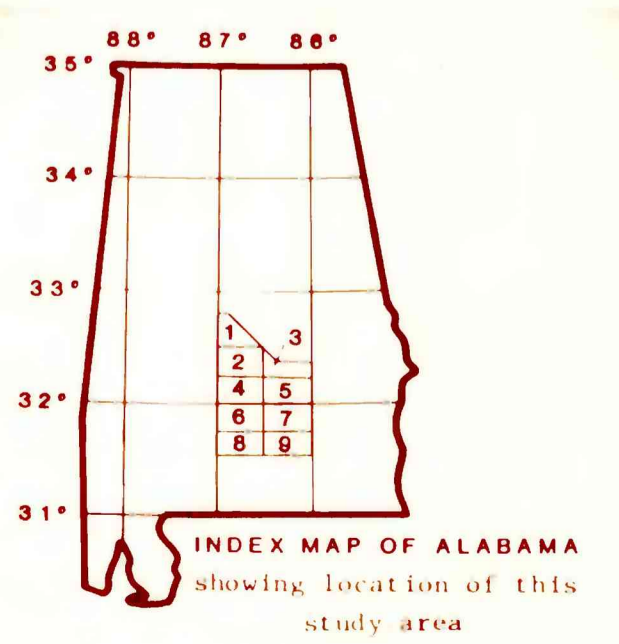 88° 87° 86°
35°
34°
33°
1 3
2
4 5
32°
6 7
8 9
31°
INDEX MAP OF ALABAMA
showing location of this
study area